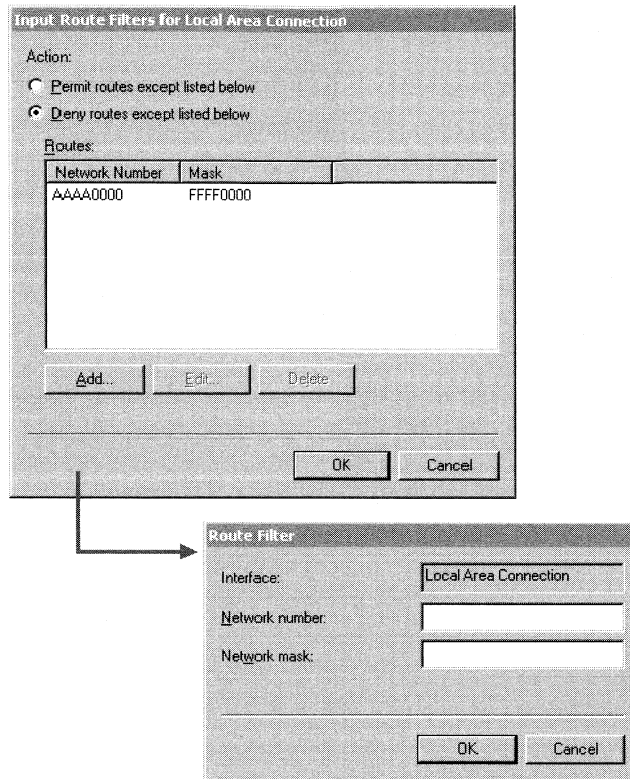 Input Route Filters for Local Area Connection
Action:
Permit routes except listed below
Deny routes except listed below
Routes:
Network Number Mask
AAAA0000 FFFF0000
Add... Edit... Delete
OK Cancel
Route Filter
Interface: Local Area Connection
Network number:
Network mask:
OK Cancel